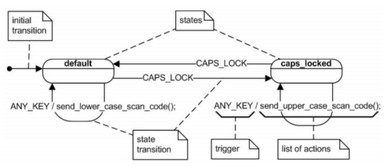 initial
transition
states
default
CAPS_LOCK
caps_locked
CAPS_LOCK
ANY_KEY / send_lower_case_scan_code();
ANY_KEY / send_upper_case_scan_code();
state
transition
trigger
list of actions